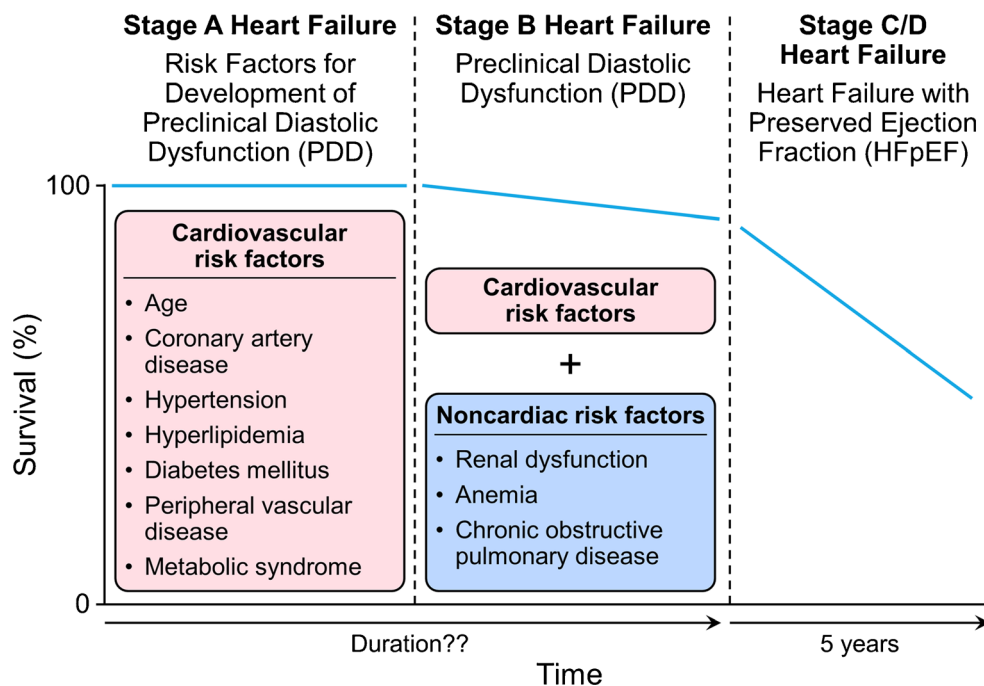 Stage A Heart Failure
Risk Factors for
Development of
Preclinical Diastolic
Dysfunction (PDD)
Stage B Heart Failure
Preclinical Diastolic
Dysfunction (PDD)
Stage C/D
Heart Failure
Heart Failure with
Preserved Ejection
Fraction (HFpEF)
Survival (%)
100
0
Cardiovascular
risk factors
• Age
• Coronary artery
disease
• Hypertension
• Hyperlipidemia
• Diabetes mellitus
• Peripheral vascular
disease
• Metabolic syndrome
Cardiovascular
risk factors
+
Noncardiac risk factors
• Renal dysfunction
• Anemia
• Chronic obstructive
pulmonary disease
Duration??
5 years
Time